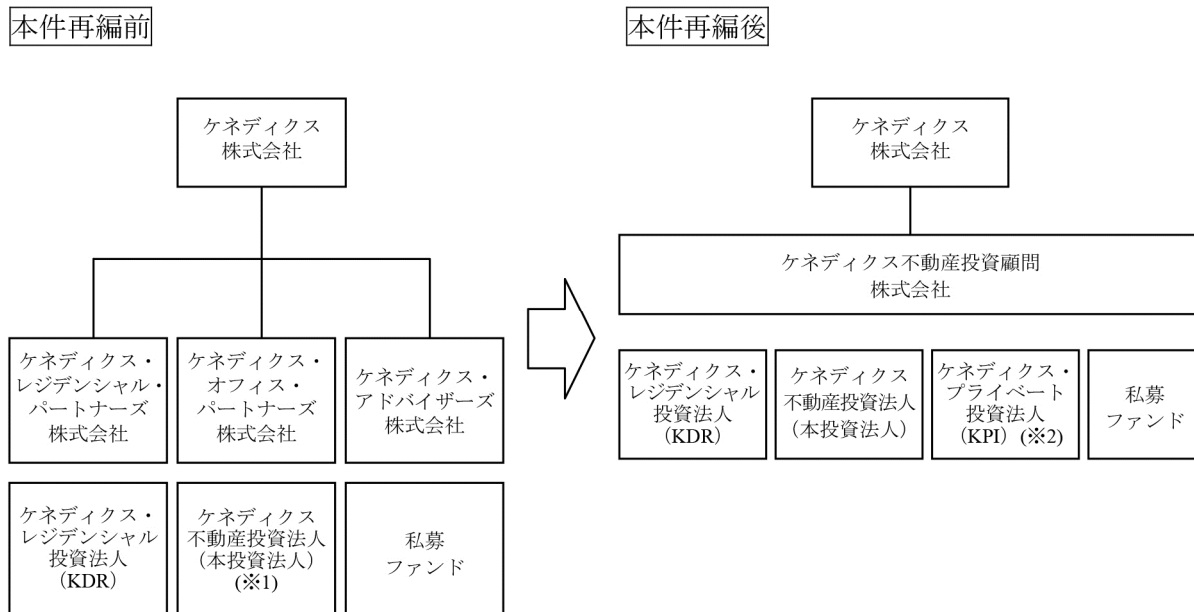 本件再編前
ケネディクス
株式会社
ケネディクス・
レジデンシャル・
パートナーズ
株式会社
ケネディクス・
オフィス・
パートナーズ
株式会社
ケネディクス・
アドバイザーズ
株式会社
ケネディクス・
レジデンシャル
投資法人
（KDR）
ケネディクス
不動産投資法人
（本投資法人）
(※1)
私募
ファンド
本件再編後
ケネディクス
株式会社
ケネディクス不動産投資顧問
株式会社
ケネディクス・
レジデンシャル
投資法人
（KDR）
ケネディクス
不動産投資法人
（本投資法人）
ケネディクス・
プライベート
投資法人
（KPI）(※2)
私募
ファンド